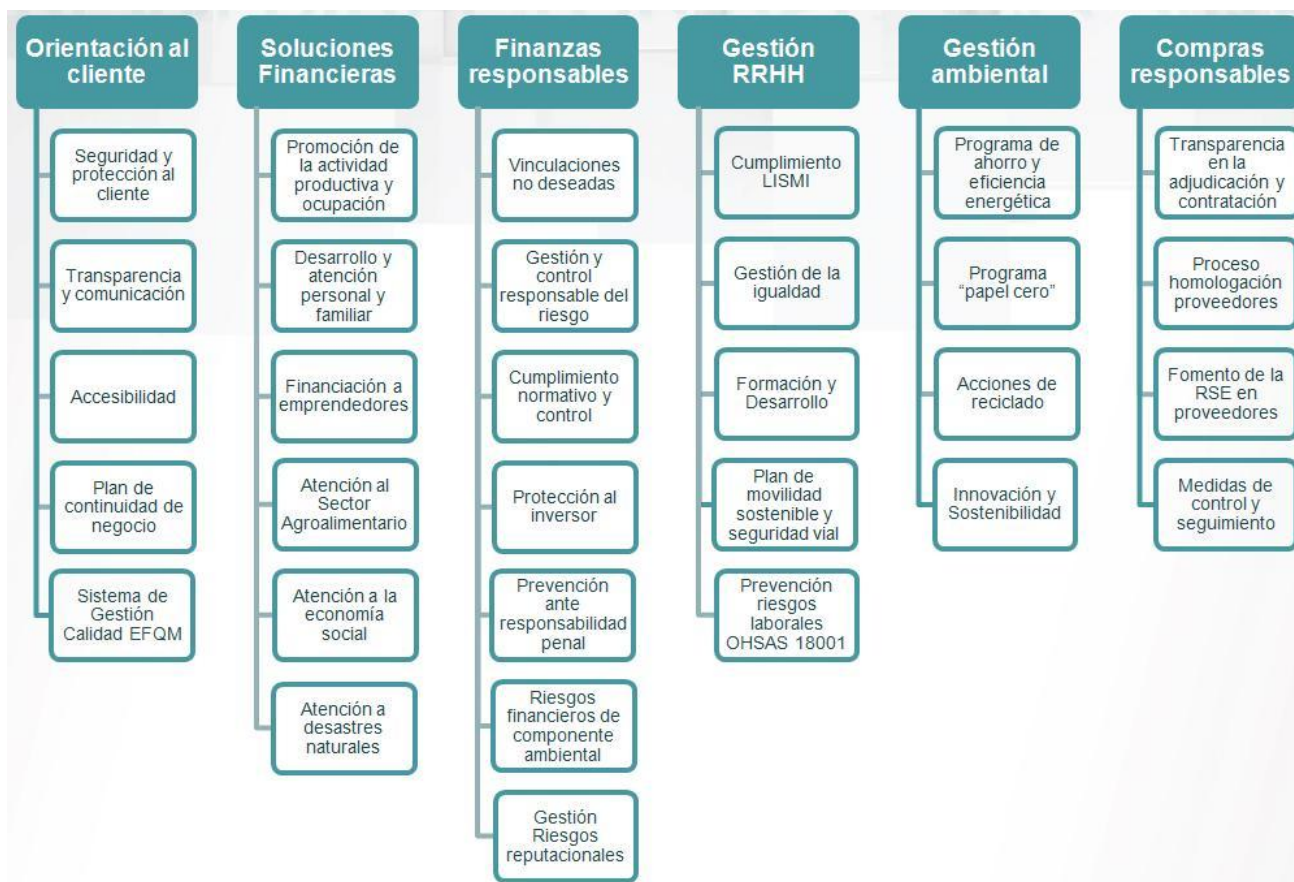 Orientación al
cliente
Seguridad y
protección al
cliente
Transparencia
y comunicación
Accesibilidad
Plan de
continuidad de
negocio
Sistema de
Gestión
Calidad EFQM
Soluciones
Financieras
Promoción de
la actividad
productiva y
ocupación
Desarrollo y
atención
personal y
familiar
Financiación a
emprendedores
Atención al
Sector
Agroalimentario
Atención a la
economía
social
Atención a
desastres
naturales
Finanzas
responsables
Vinculaciones
no deseadas
Gestión y
control
responsable del
riesgo
Cumplimiento
normativo y
control
Protección al
inversor
Prevención
ante
responsabilidad
penal
Riesgos
financieros de
componente
ambiental
Gestión
Riesgos
reputacionales
Gestión
RRHH
Cumplimiento
LISMI
Gestión de la
igualdad
Formación y
Desarrollo
Plan de
movilidad
sostenible y
seguridad vial
Prevención
riesgos
laborales
OHSAS 18001
Gestión
ambiental
Programa de
ahorro y
eficiencia
energética
Programa
“papel cero”
Acciones de
reciclado
Innovación y
Sostenibilidad
Compras
responsables
Transparencia
en la
adjudicación y
contratación
Proceso
homologación
proveedores
Fomento de la
RSE en
proveedores
Medidas de
control y
seguimiento